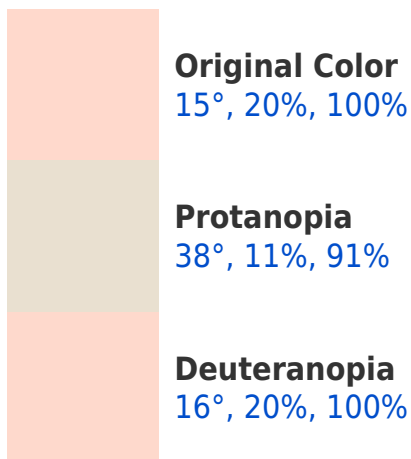 Original Color
15°, 20%, 100%
Protanopia
38°, 11%, 91%
Deuteranopia
16°, 20%, 100%